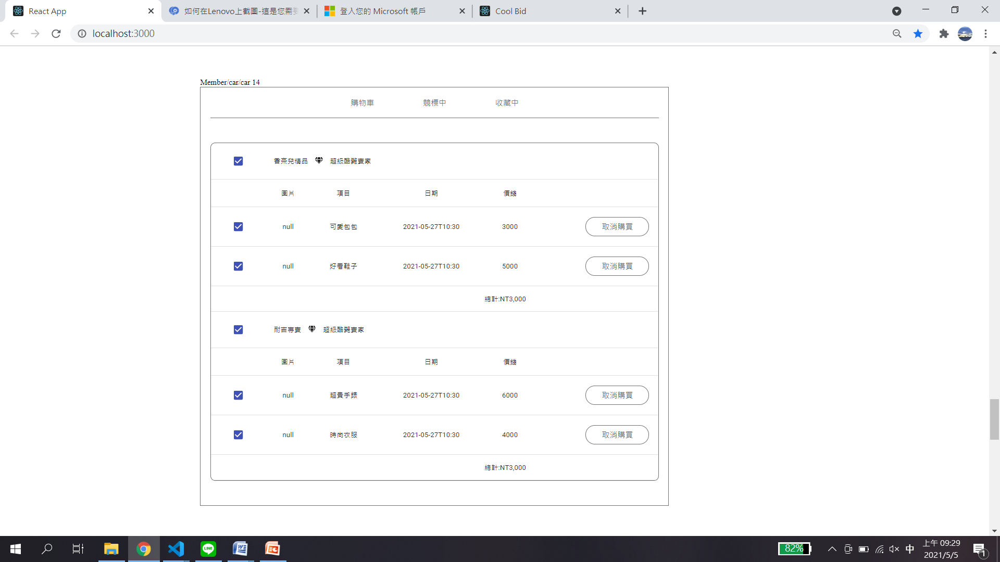 React App
如何在Lenovo上截圖-這是您需要
登入您的 Microsoft 帳戶
Cool Bid
localhost:3000
Member/car/car 14
購物車 競標中 收藏中
香奈兒精品 超級酷斃賣家
圖片 項目 日期 價錢
null 可愛包包 2021-05-27T10:30 3000 取消購買
null 好看鞋子 2021-05-27T10:30 5000 取消購買
總計:NT3,000
耐吉專賣 超級酷斃賣家
圖片 項目 日期 價錢
null 超貴手錶 2021-05-27T10:30 6000 取消購買
null 時尚衣服 2021-05-27T10:30 4000 取消購買
總計:NT3,000
LINE
82%
中
上午 09:29
2021/5/5
1